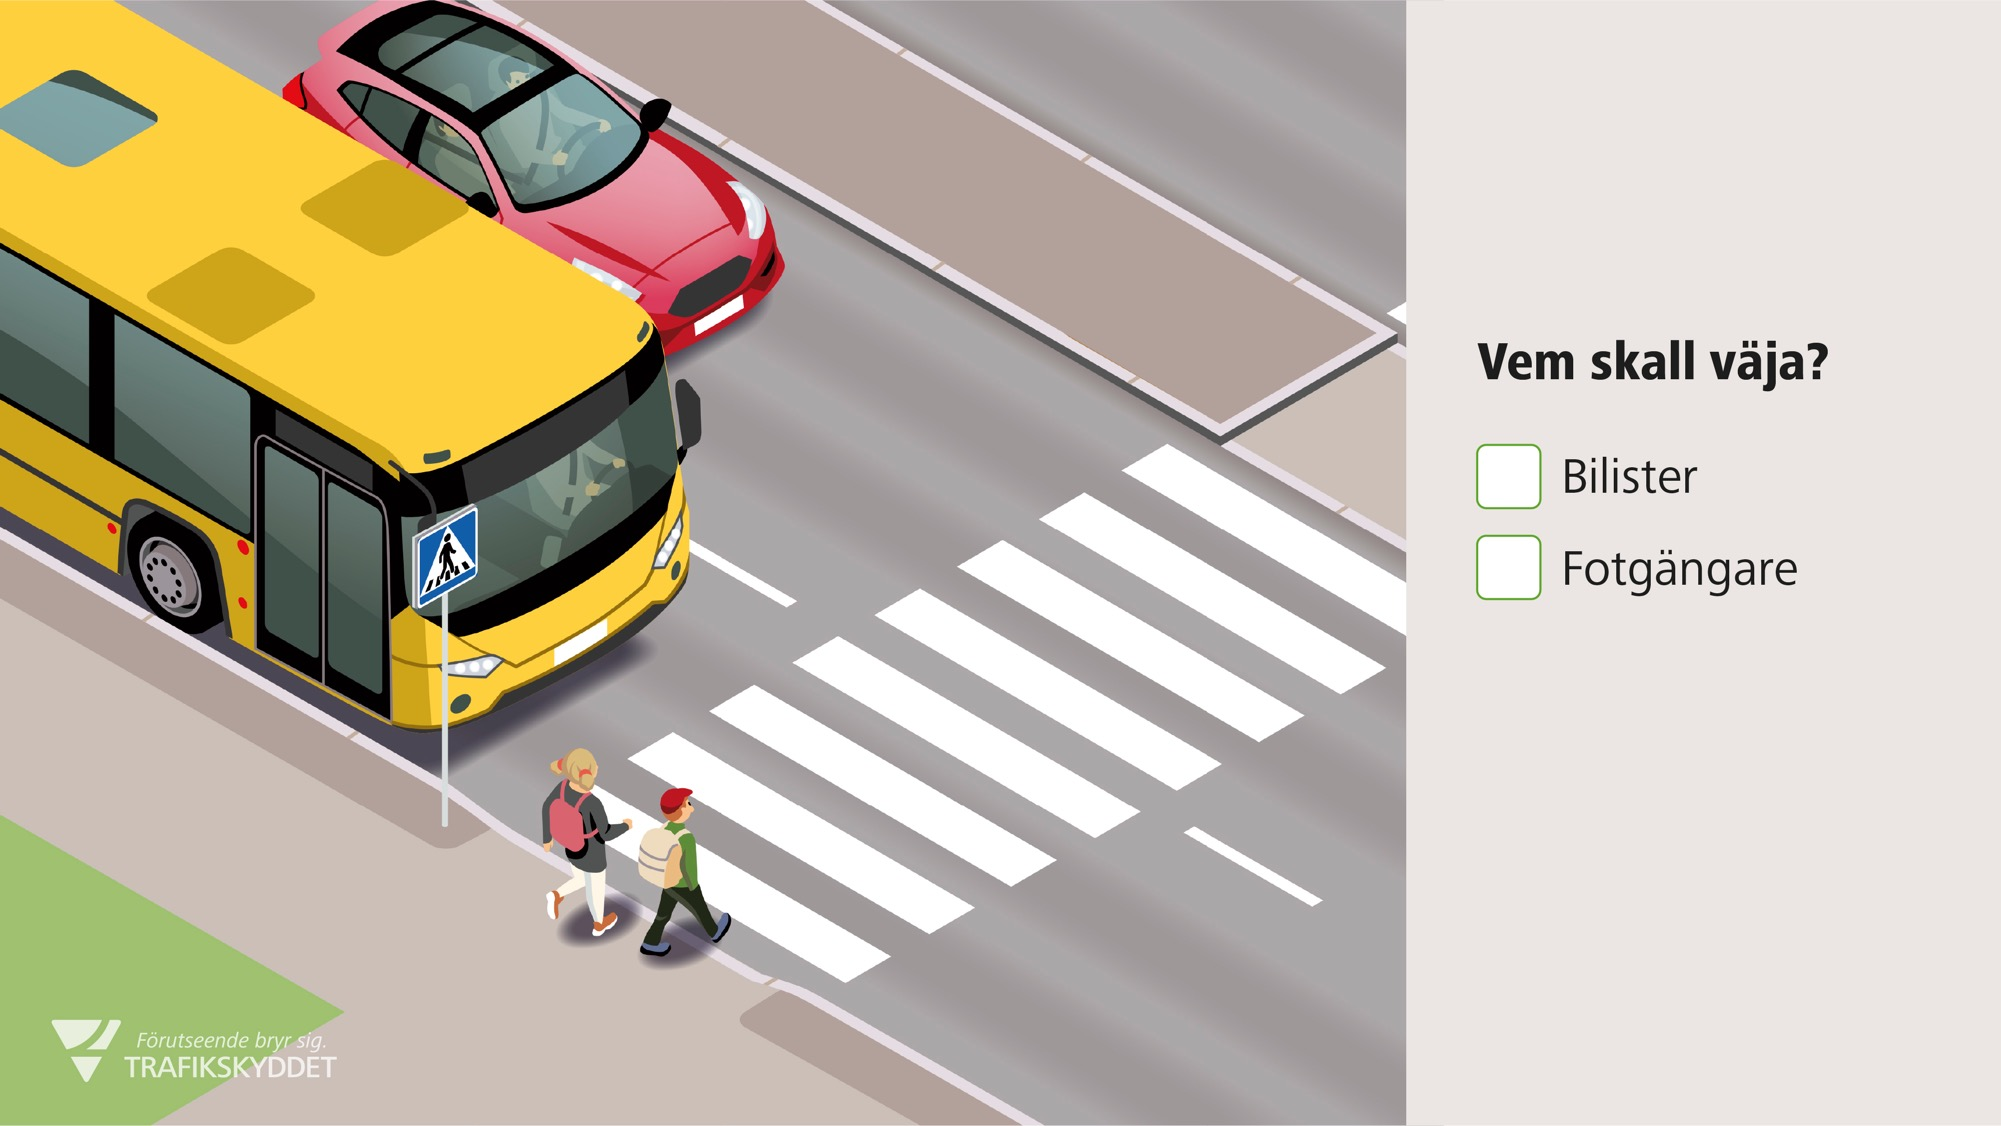 Vem skall väja?
Bilister
Fotgängare
Förutseende bryr sig.
TRAFIKSKYDDET